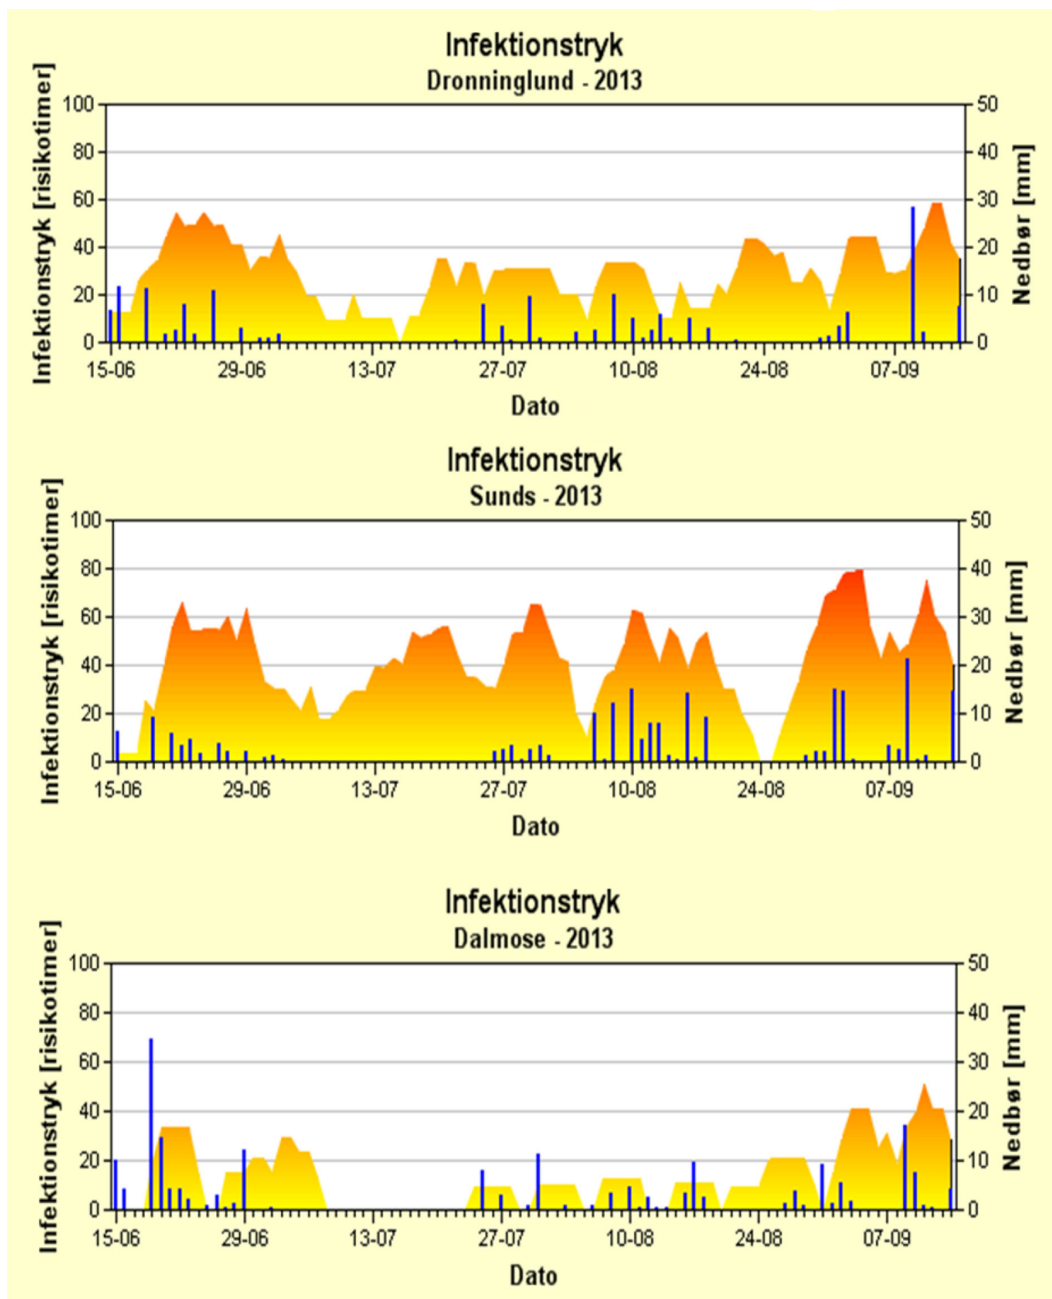 Infektionstryk
Dronninglund - 2013
Infektionstryk [risikotimer]
100
80
60
40
20
0
50
40
30
20
10
0
Nedbør [mm]
15-06 29-06 13-07 27-07 10-08 24-08 07-09
Dato
Infektionstryk
Sunds - 2013
Infektionstryk [risikotimer]
100
80
60
40
20
0
50
40
30
20
10
0
Nedbør [mm]
15-06 29-06 13-07 27-07 10-08 24-08 07-09
Dato
Infektionstryk
Dalmose - 2013
Infektionstryk [risikotimer]
100
80
60
40
20
0
50
40
30
20
10
0
Nedbør [mm]
15-06 29-06 13-07 27-07 10-08 24-08 07-09
Dato